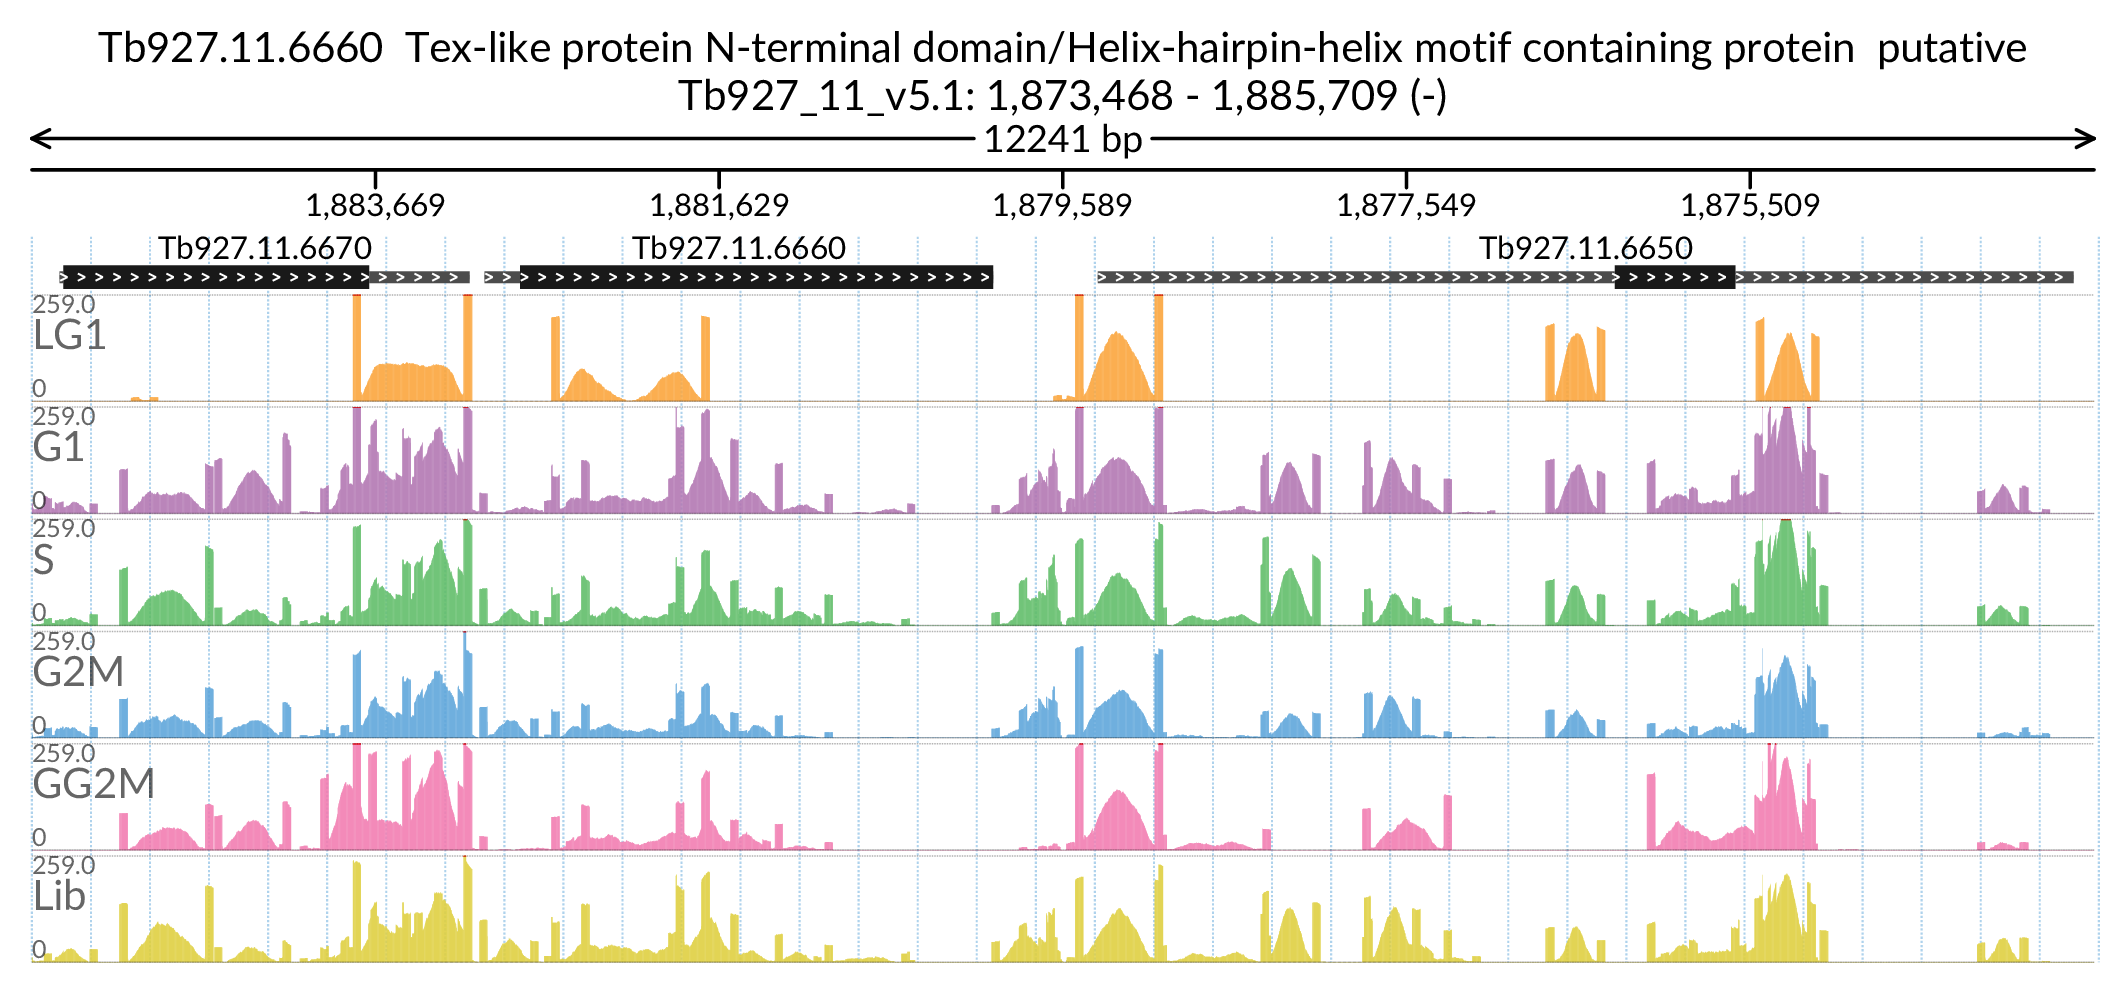 Tb927.11.6660  Tex-like protein N-terminal domain/Helix-hairpin-helix motif containing protein  putative
Tb927_11_v5.1: 1,873,468 - 1,885,709 (-)
12241 bp
1,883,669 1,881,629 1,879,589 1,877,549 1,875,509
Tb927.11.6670 Tb927.11.6660 Tb927.11.6650
259.0
LG1
0
259.0
G1
0
259.0
S
0
259.0
G2M
0
259.0
GG2M
0
259.0
Lib
0